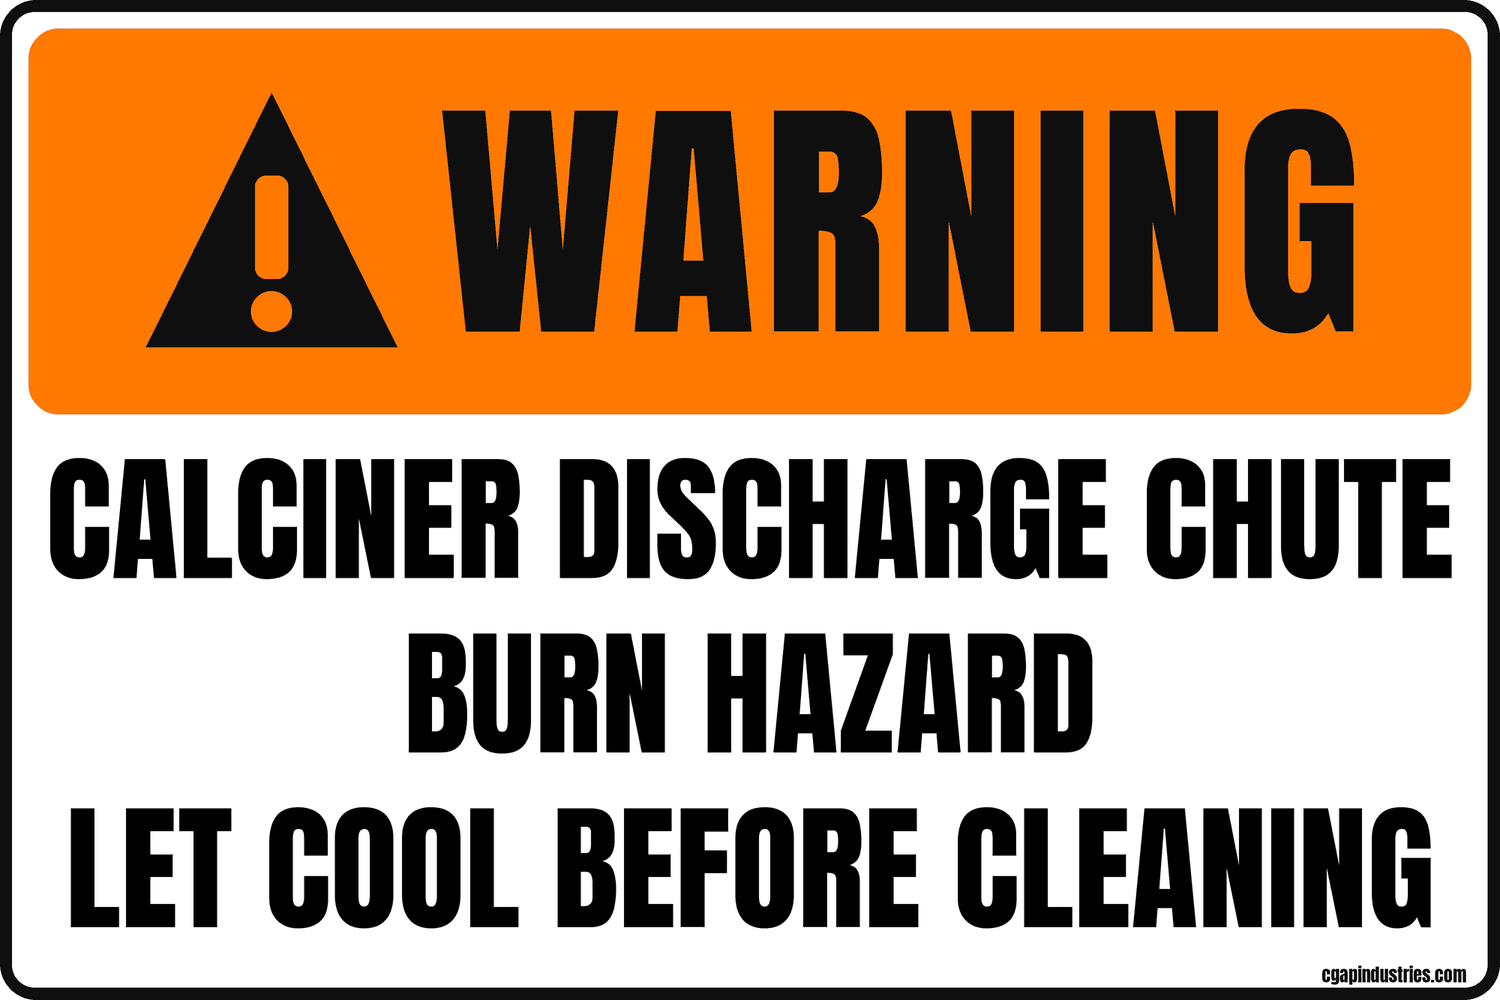 WARNING
CALCINER DISCHARGE CHUTE
BURN HAZARD
LET COOL BEFORE CLEANING
cgapindustries.com